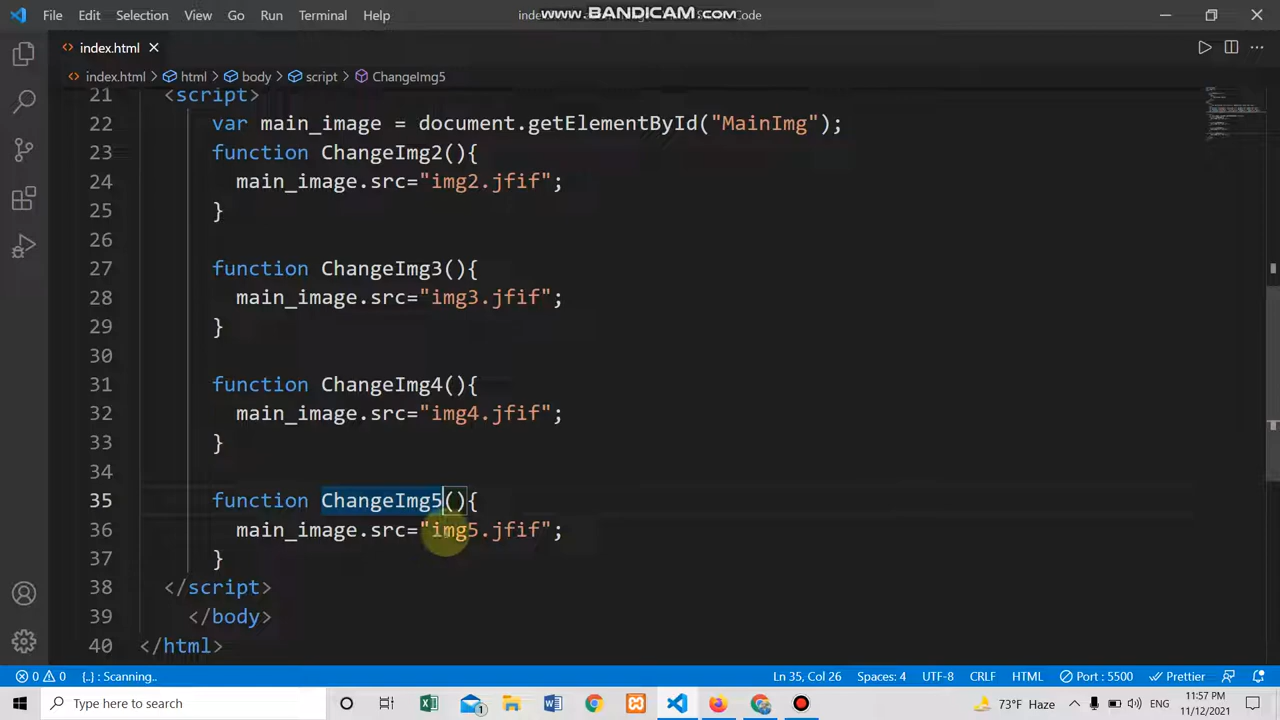 File Edit Selection View Go Run Terminal Help
www.BANDICAM.com
index.html
index.html > html > body > script > ChangeImg5
21 <script>
22 var main_image = document.getElementById("MainImg");
23 function ChangeImg2(){
24 main_image.src="img2.jfif";
25 }
26
27 function ChangeImg3(){
28 main_image.src="img3.jfif";
29 }
30
31 function ChangeImg4(){
32 main_image.src="img4.jfif";
33 }
34
35 function ChangeImg5(){
36 main_image.src="img5.jfif";
37 }
38 </script>
39 </body>
40 </html>
0 0 {..} : Scanning.. Ln 35, Col 26 Spaces: 4 UTF-8 CRLF HTML Port : 5500 Prettier
Type here to search 1 73°F Haze ENG 11:57 PM
11/12/2021